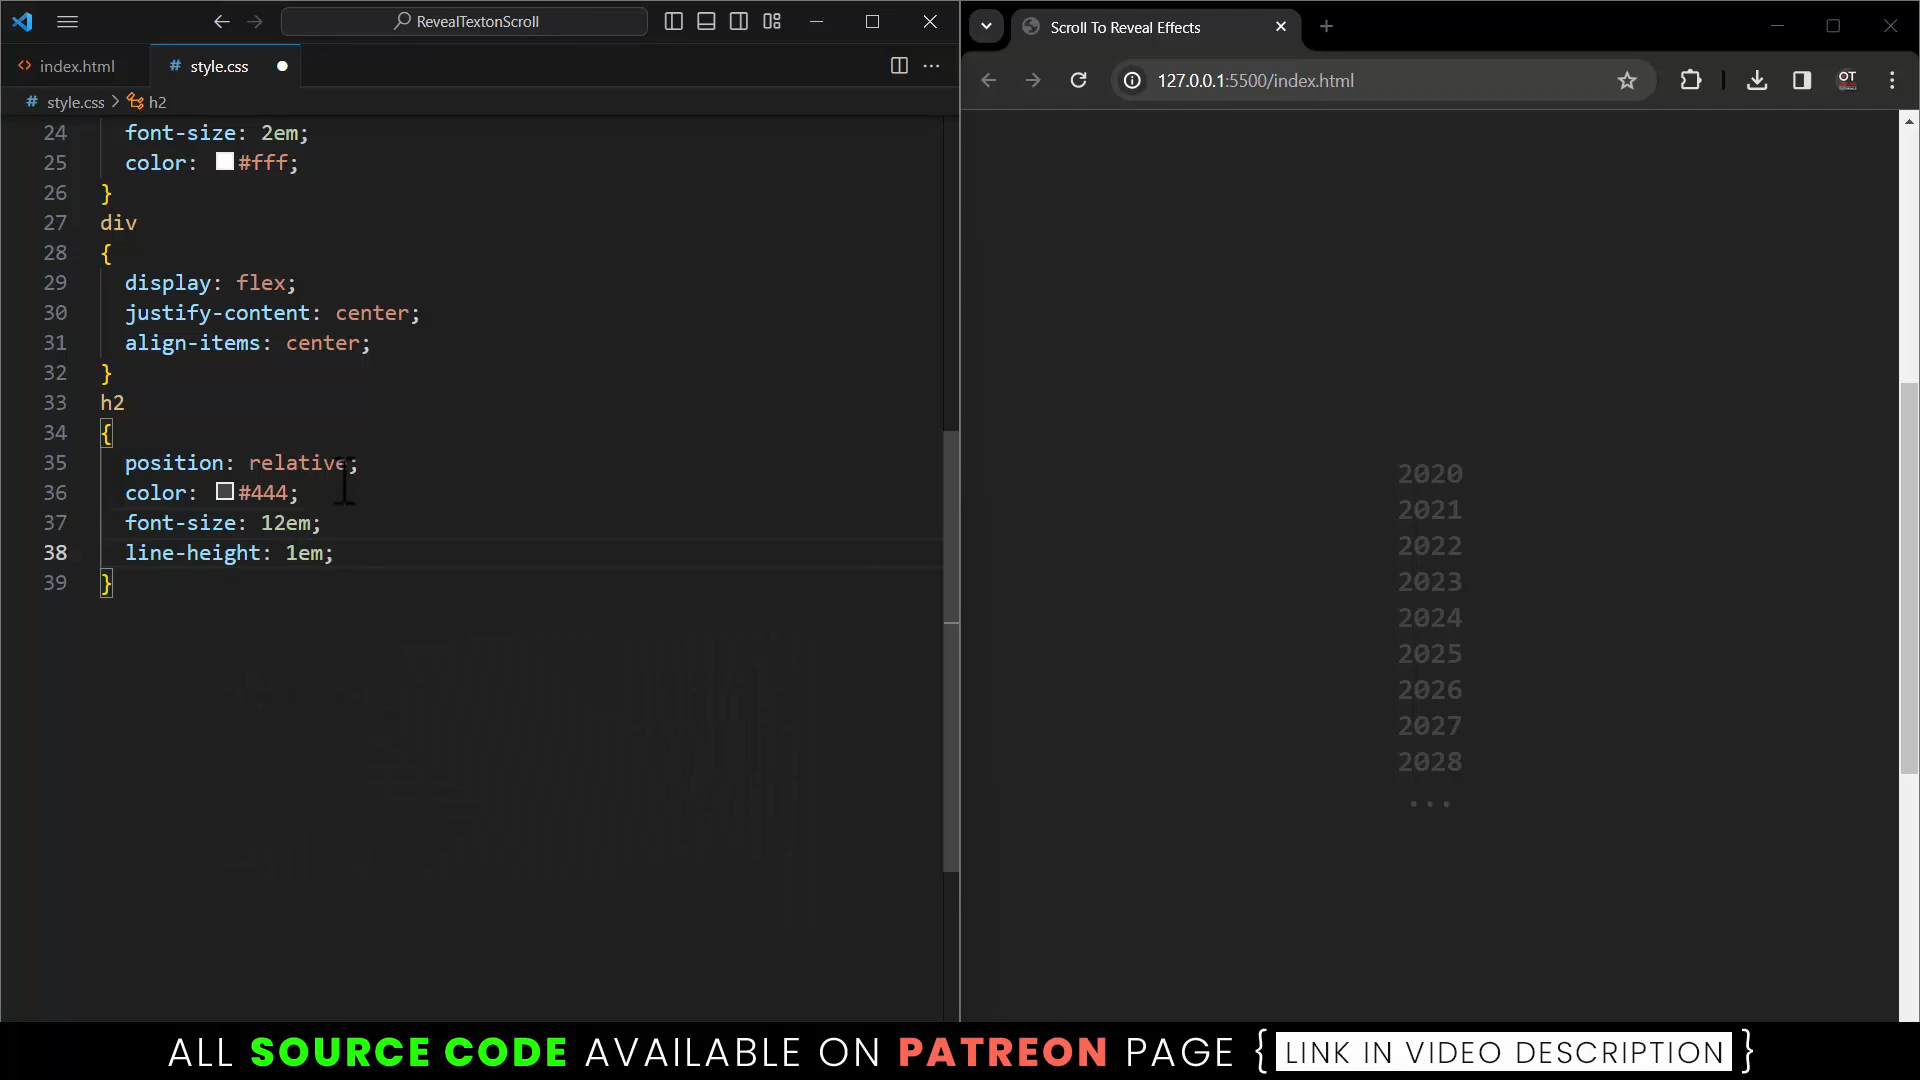 RevealTextonScroll
index.html
style.css
style.css > h2
24 font-size: 2em;
25 color: #fff;
26 }
27 div
28 {
29 display: flex;
30 justify-content: center;
31 align-items: center;
32 }
33 h2
34 {
35 position: relative;
36 color: #444;
37 font-size: 12em;
38 line-height: 1em;
39 }
Scroll To Reveal Effects
127.0.0.1:5500/index.html
OT
2020
2021
2022
2023
2024
2025
2026
2027
2028
...
ALL SOURCE CODE AVAILABLE ON PATREON PAGE { LINK IN VIDEO DESCRIPTION }